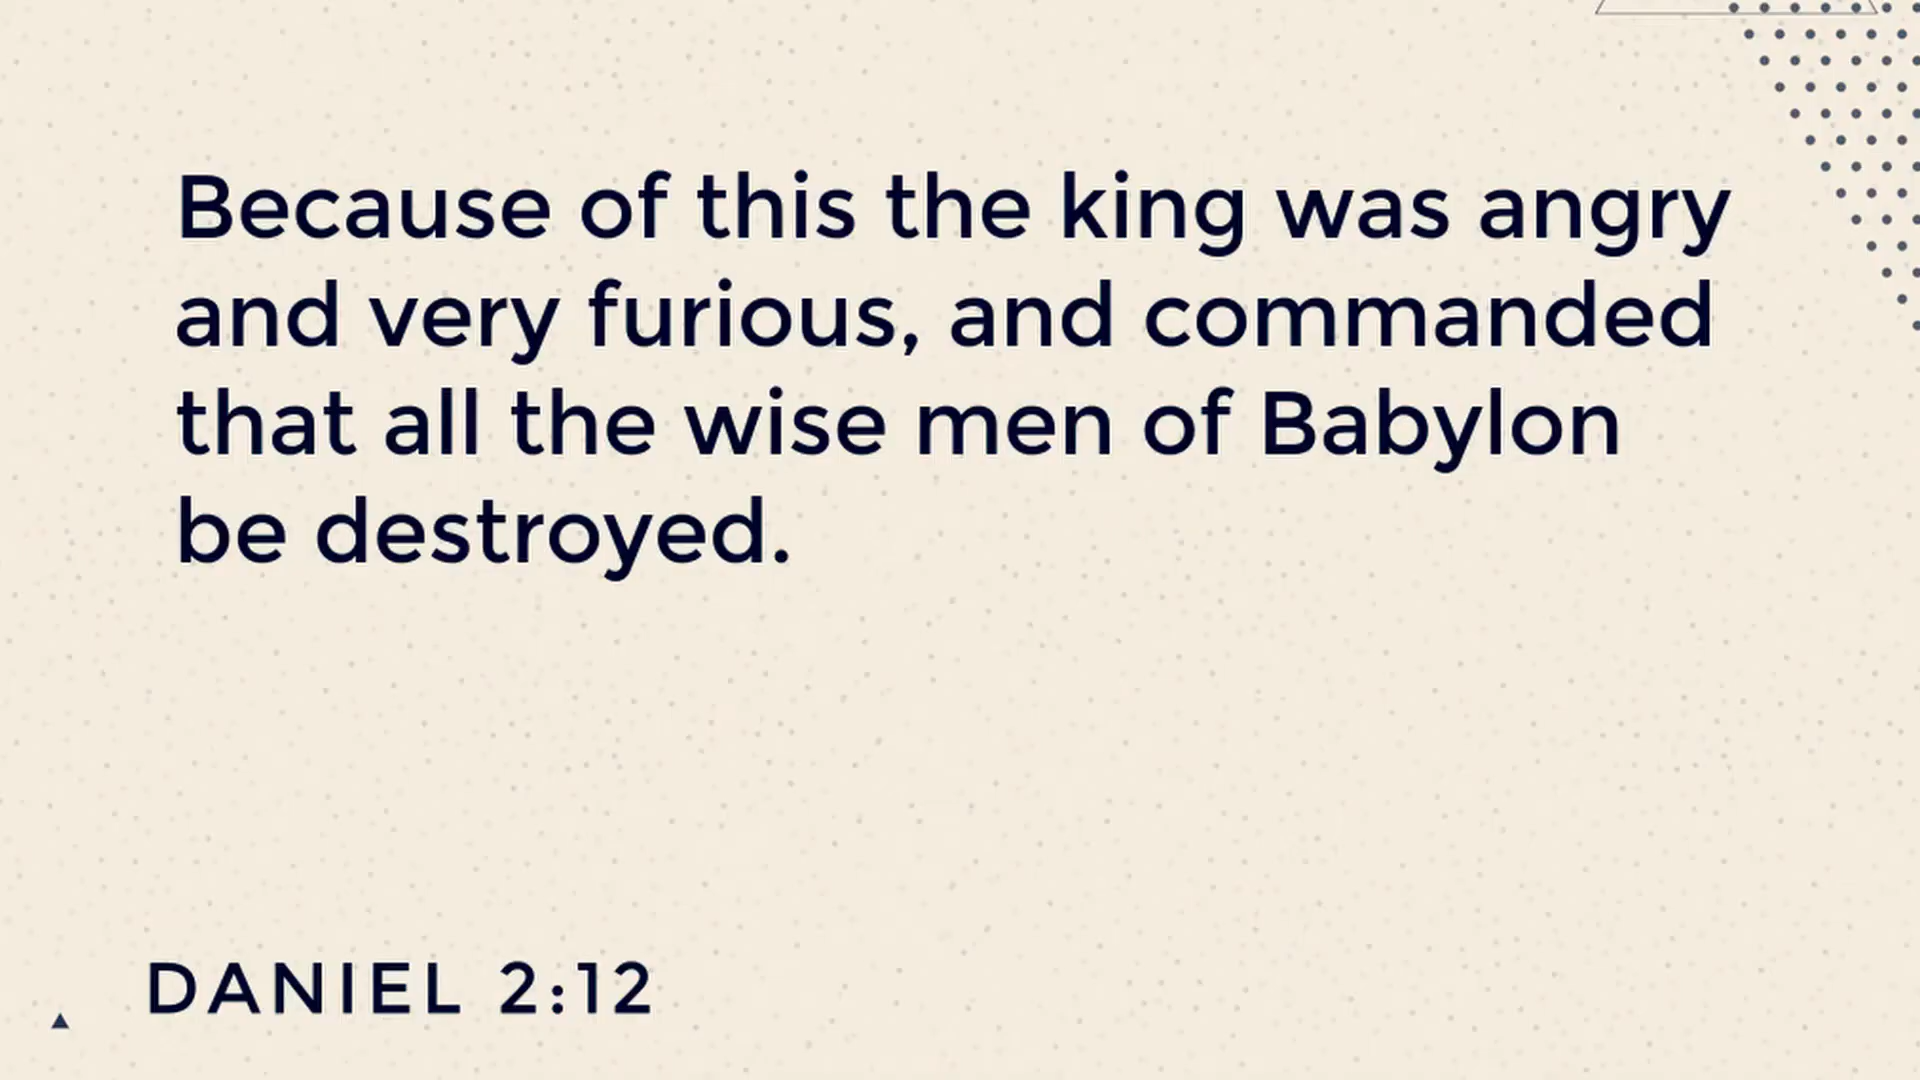 Because of this the king was angry
and very furious, and commanded
that all the wise men of Babylon
be destroyed.
DANIEL 2:12